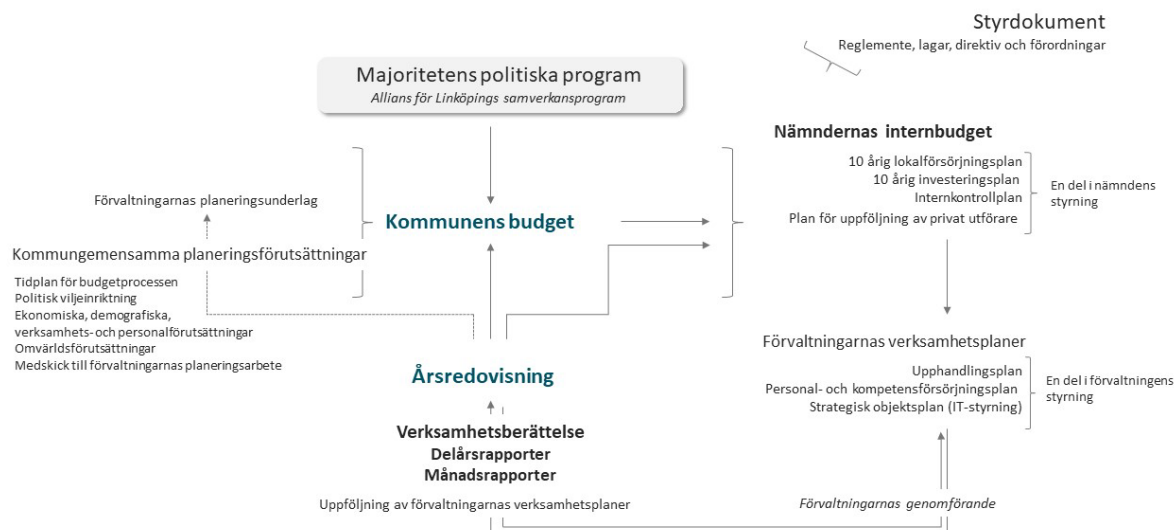 Styrdokument
Reglemente, lagar, direktiv och förordningar
Majoritetens politiska program
Allians för Linköpings samverkansprogram
Nämndernas internbudget
10 årig lokalförsörjningsplan
10 årig investeringsplan
Internkontrollplan
Plan för uppföljning av privat utförare
En del i nämndens
styrning
Förvaltningarnas planeringsunderlag
Kommunens budget
Kommungemensamma planeringsförutsättningar
Tidplan för budgetprocessen
Politisk viljeinriktning
Ekonomiska, demografiska,
verksamhets- och personalförutsättningar
Omvärldsförutsättningar
Medskick till förvaltningarnas planeringsarbete
Förvaltningarnas verksamhetsplaner
Upphandlingsplan
Personal- och kompetensförsörjningsplan
Strategisk objektsplan (IT-styrning)
En del i förvaltningens
styrning
Årsredovisning
Verksamhetsberättelse
Delårsrapporter
Månadsrapporter
Uppföljning av förvaltningarnas verksamhetsplaner
Förvaltningarnas genomförande